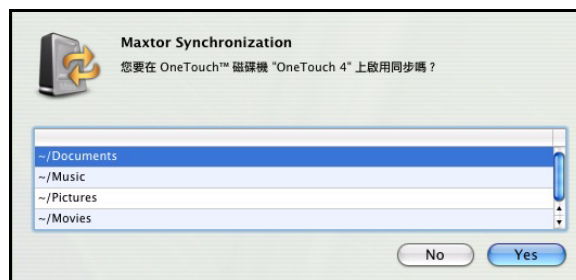 Maxtor Synchronization
您要在 OneTouch™ 磁碟機 "OneTouch 4" 上啟用同步嗎？
~/Documents
~/Music
~/Pictures
~/Movies
No
Yes